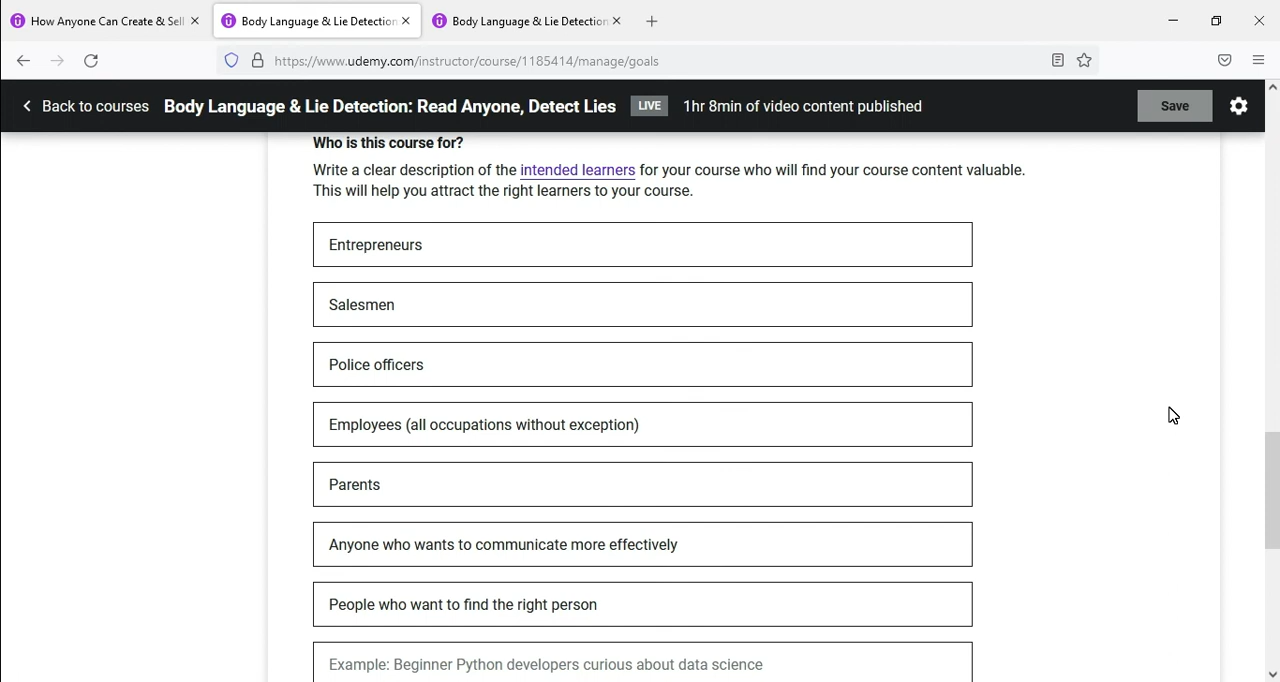 How Anyone Can Create & Sell
Body Language & Lie Detection
Body Language & Lie Detection
https://www.udemy.com/instructor/course/1185414/manage/goals
Back to courses
Body Language & Lie Detection: Read Anyone, Detect Lies
LIVE
1hr 8min of video content published
Save
Who is this course for?
Write a clear description of the intended learners for your course who will find your course content valuable.
This will help you attract the right learners to your course.
Entrepreneurs
Salesmen
Police officers
Employees (all occupations without exception)
Parents
Anyone who wants to communicate more effectively
People who want to find the right person
Example: Beginner Python developers curious about data science